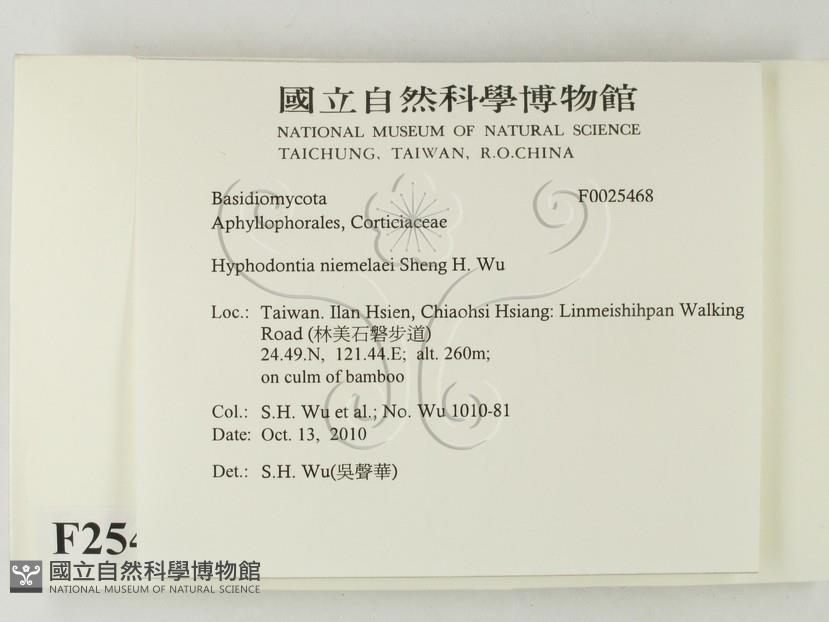 國立自然科學博物館
NATIONAL MUSEUM OF NATURAL SCIENCE
TAICHUNG, TAIWAN, R.O.CHINA
Basidiomycota F0025468
Aphyllophorales, Corticiaceae
Hyphodontia niemelaei Sheng H. Wu
Loc.: Taiwan. Ilan Hsien, Chiaohsi Hsiang: Linmeishihpan Walking
Road (林美石磐步道)
24.49.N, 121.44.E; alt. 260m;
on culm of bamboo
Col.: S.H. Wu et al.; No. Wu 1010-81
Date: Oct. 13, 2010
Det.: S.H. Wu(吳聲華)
F254
國立自然科學博物館
NATIONAL MUSEUM OF NATURAL SCIENCE